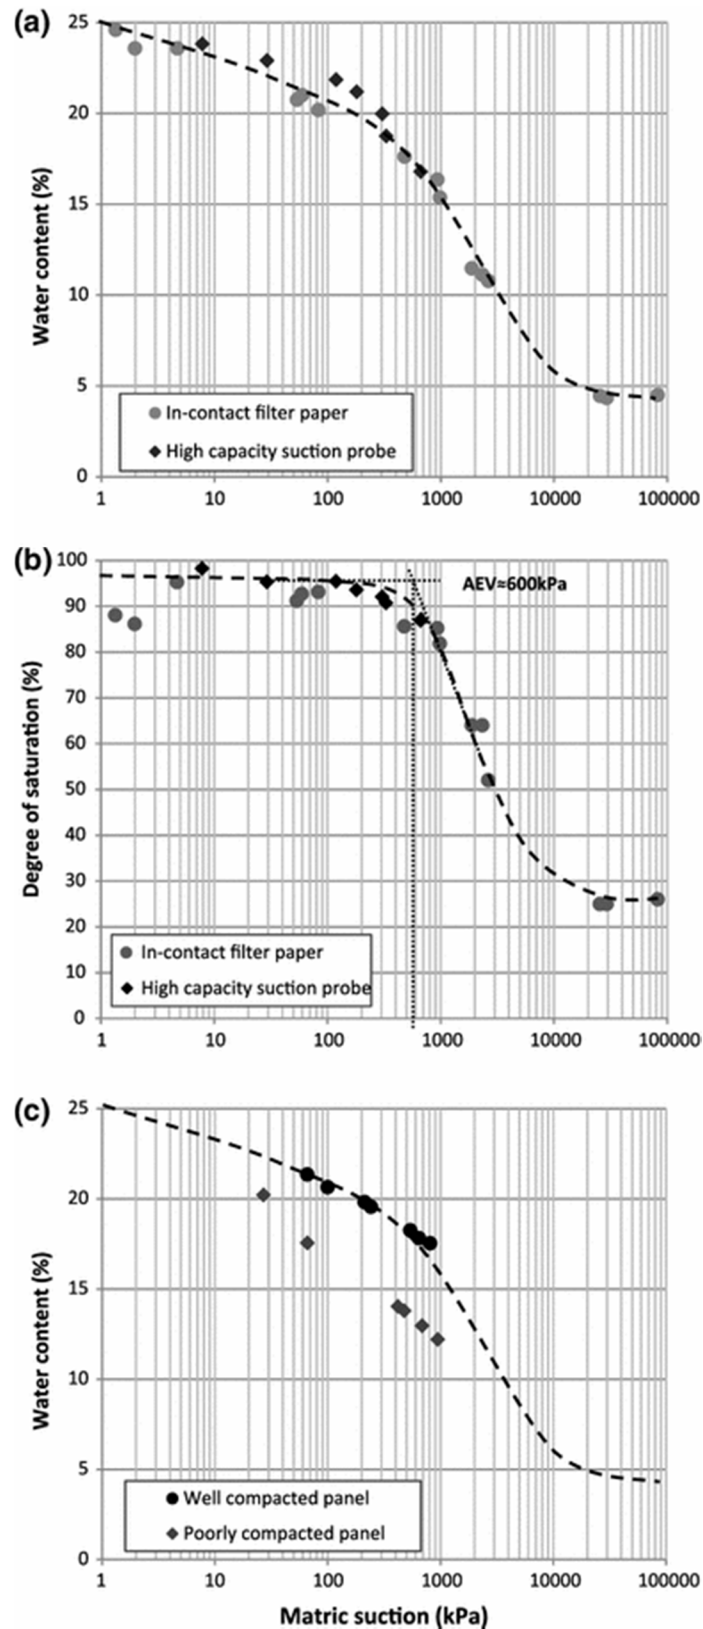 (a)
25
20
15
10
5
0
Water content (%)
In-contact filter paper
High capacity suction probe
1 10 100 1000 10000 100000
(b)
100
90
80
70
60
50
40
30
20
10
0
Degree of saturation (%)
AEV≈600kPa
In-contact filter paper
High capacity suction probe
1 10 100 1000 10000 100000
(c)
25
20
15
10
5
0
Water content (%)
Well compacted panel
Poorly compacted panel
1 10 100 1000 10000 100000
Matric suction (kPa)